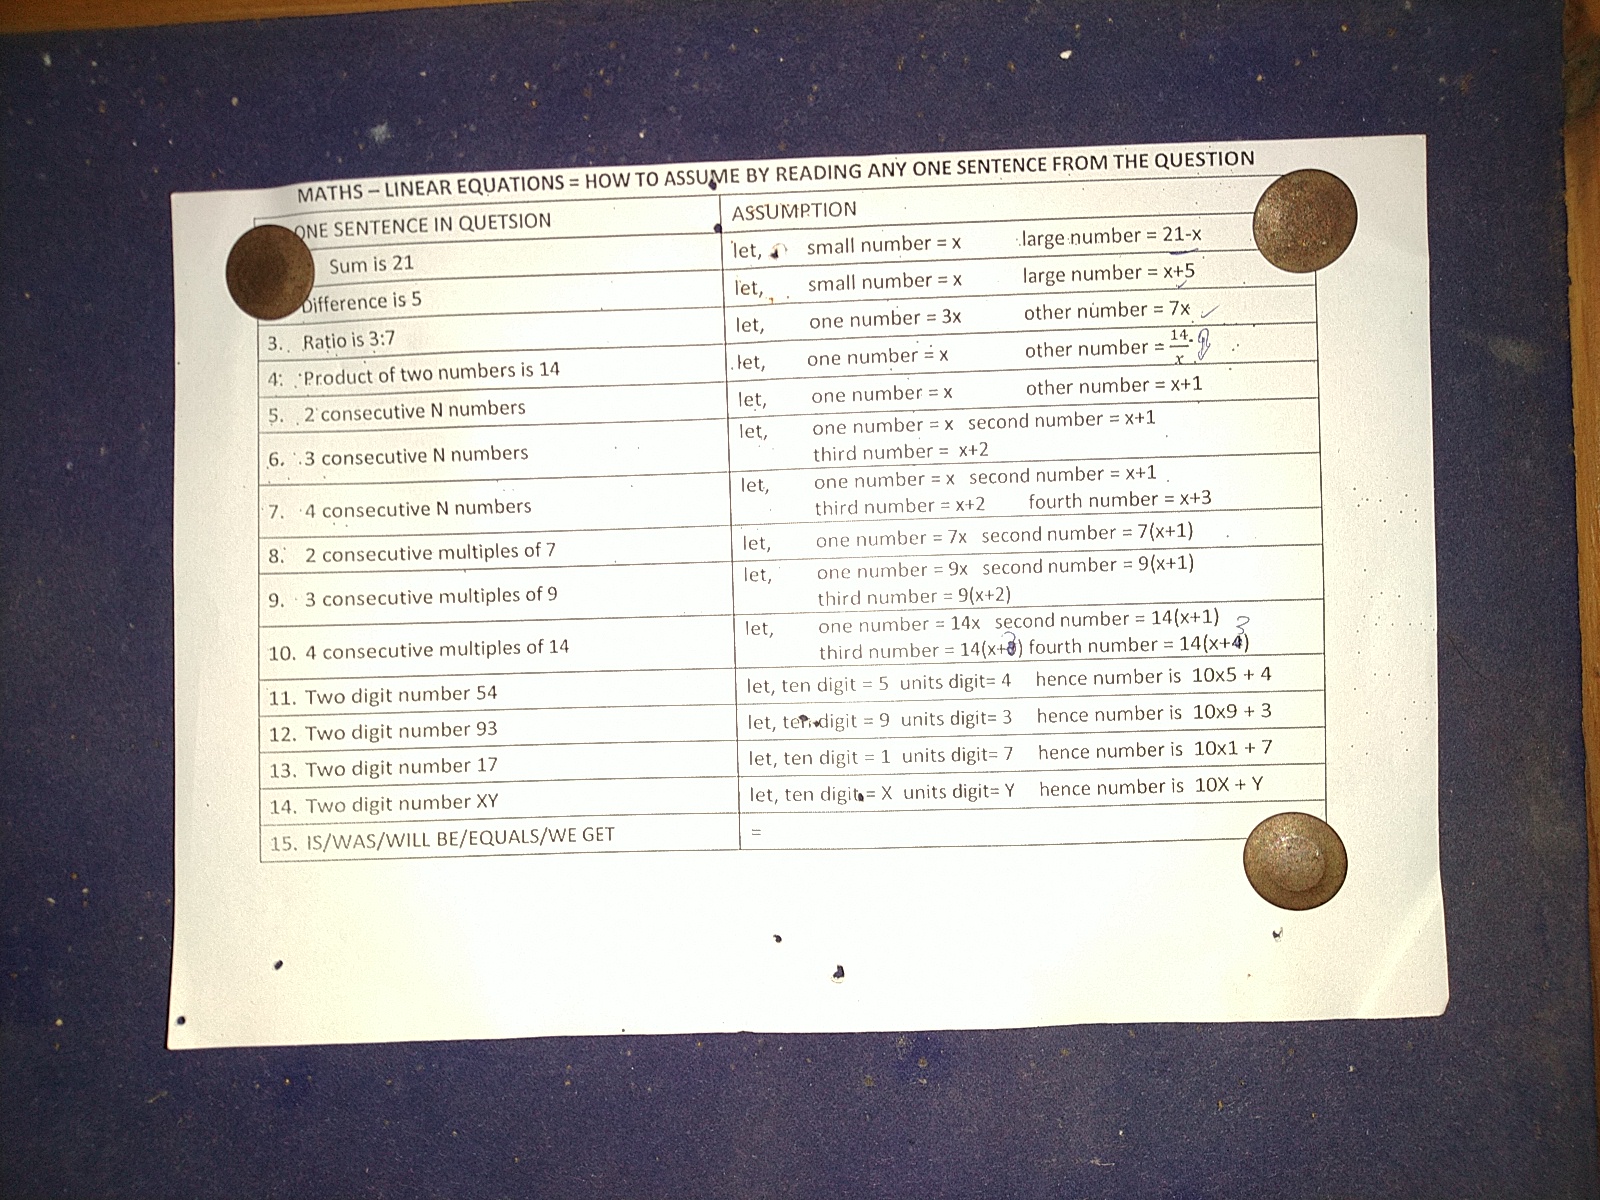 MATHS – LINEAR EQUATIONS = HOW TO ASSUME BY READING ANY ONE SENTENCE FROM THE QUESTION
ONE SENTENCE IN QUETSION ASSUMPTION
Sum is 21 let, small number = x large number = 21-x
Difference is 5 let, small number = x large number = x+5
3. Ratio is 3:7 let, one number = 3x other number = 7x
4. Product of two numbers is 14 let, one number = x other number = 14/x
5. 2 consecutive N numbers let, one number = x other number = x+1
6. 3 consecutive N numbers let, one number = x second number = x+1
third number = x+2
7. 4 consecutive N numbers let, one number = x second number = x+1
third number = x+2 fourth number = x+3
8. 2 consecutive multiples of 7 let, one number = 7x second number = 7(x+1)
9. 3 consecutive multiples of 9 let, one number = 9x second number = 9(x+1)
third number = 9(x+2)
10. 4 consecutive multiples of 14 let, one number = 14x second number = 14(x+1)
3
third number = fourth number = 14(x+4)
11. Two digit number 54 let, ten digit = 5 units digit= 4 hence number is 10x5 + 4
12. Two digit number 93 let, ten digit = 9 units digit= 3 hence number is 10x9 + 3
13. Two digit number 17 let, ten digit = 1 units digit= 7 hence number is 10x1 + 7
14. Two digit number XY let, ten digit = X units digit= Y hence number is 10X + Y
15. IS/WAS/WILL BE/EQUALS/WE GET =